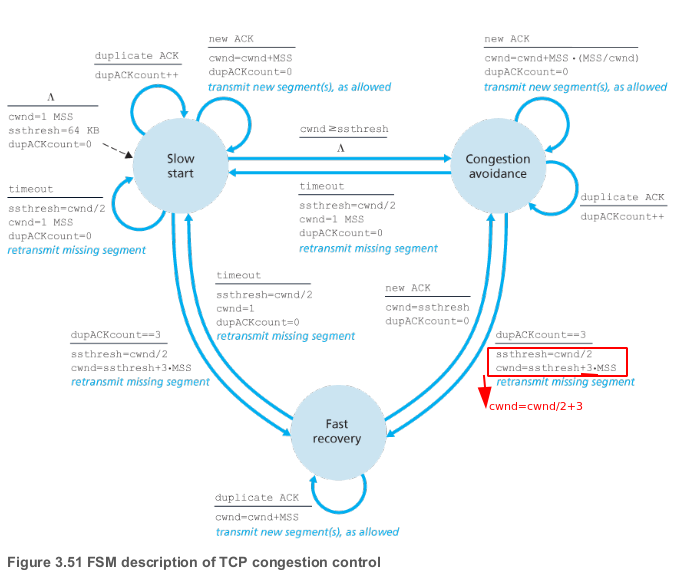 new ACK
cwnd=cwnd+MSS
dupACKcount=0
transmit new segment(s), as allowed
duplicate ACK
dupACKcount++
Λ
cwnd=1 MSS
ssthresh=64 KB
dupACKcount=0
timeout
ssthresh=cwnd/2
cwnd=1 MSS
dupACKcount=0
retransmit missing segment
Slow
start
cwnd≥ssthresh
Λ
timeout
ssthresh=cwnd/2
cwnd=1 MSS
dupACKcount=0
retransmit missing segment
new ACK
cwnd=cwnd+MSS•(MSS/cwnd)
dupACKcount=0
transmit new segment(s), as allowed
Congestion
avoidance
duplicate ACK
dupACKcount++
timeout
ssthresh=cwnd/2
cwnd=1
dupACKcount=0
retransmit missing segment
new ACK
cwnd=ssthresh
dupACKcount=0
dupACKcount==3
ssthresh=cwnd/2
cwnd=ssthresh+3•MSS
retransmit missing segment
dupACKcount==3
ssthresh=cwnd/2
cwnd=ssthresh+3•MSS
retransmit missing segment
cwnd=cwnd/2+3
Fast
recovery
duplicate ACK
cwnd=cwnd+MSS
transmit new segment(s), as allowed
Figure 3.51 FSM description of TCP congestion control